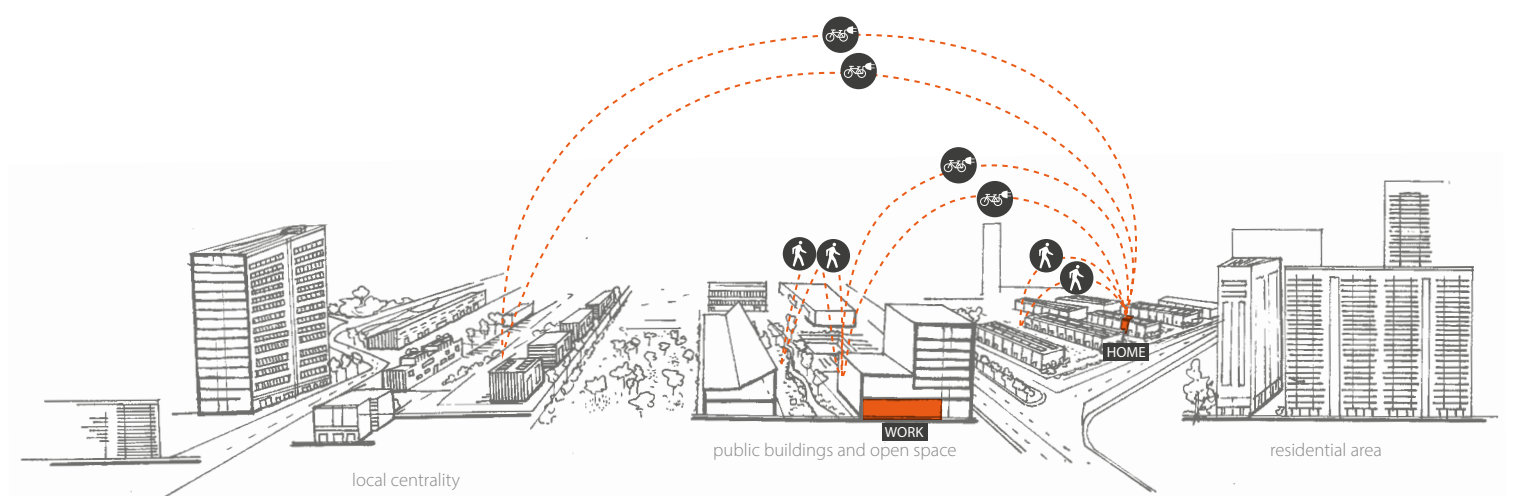 HOME
WORK
public buildings and open space
residential area
local centrality